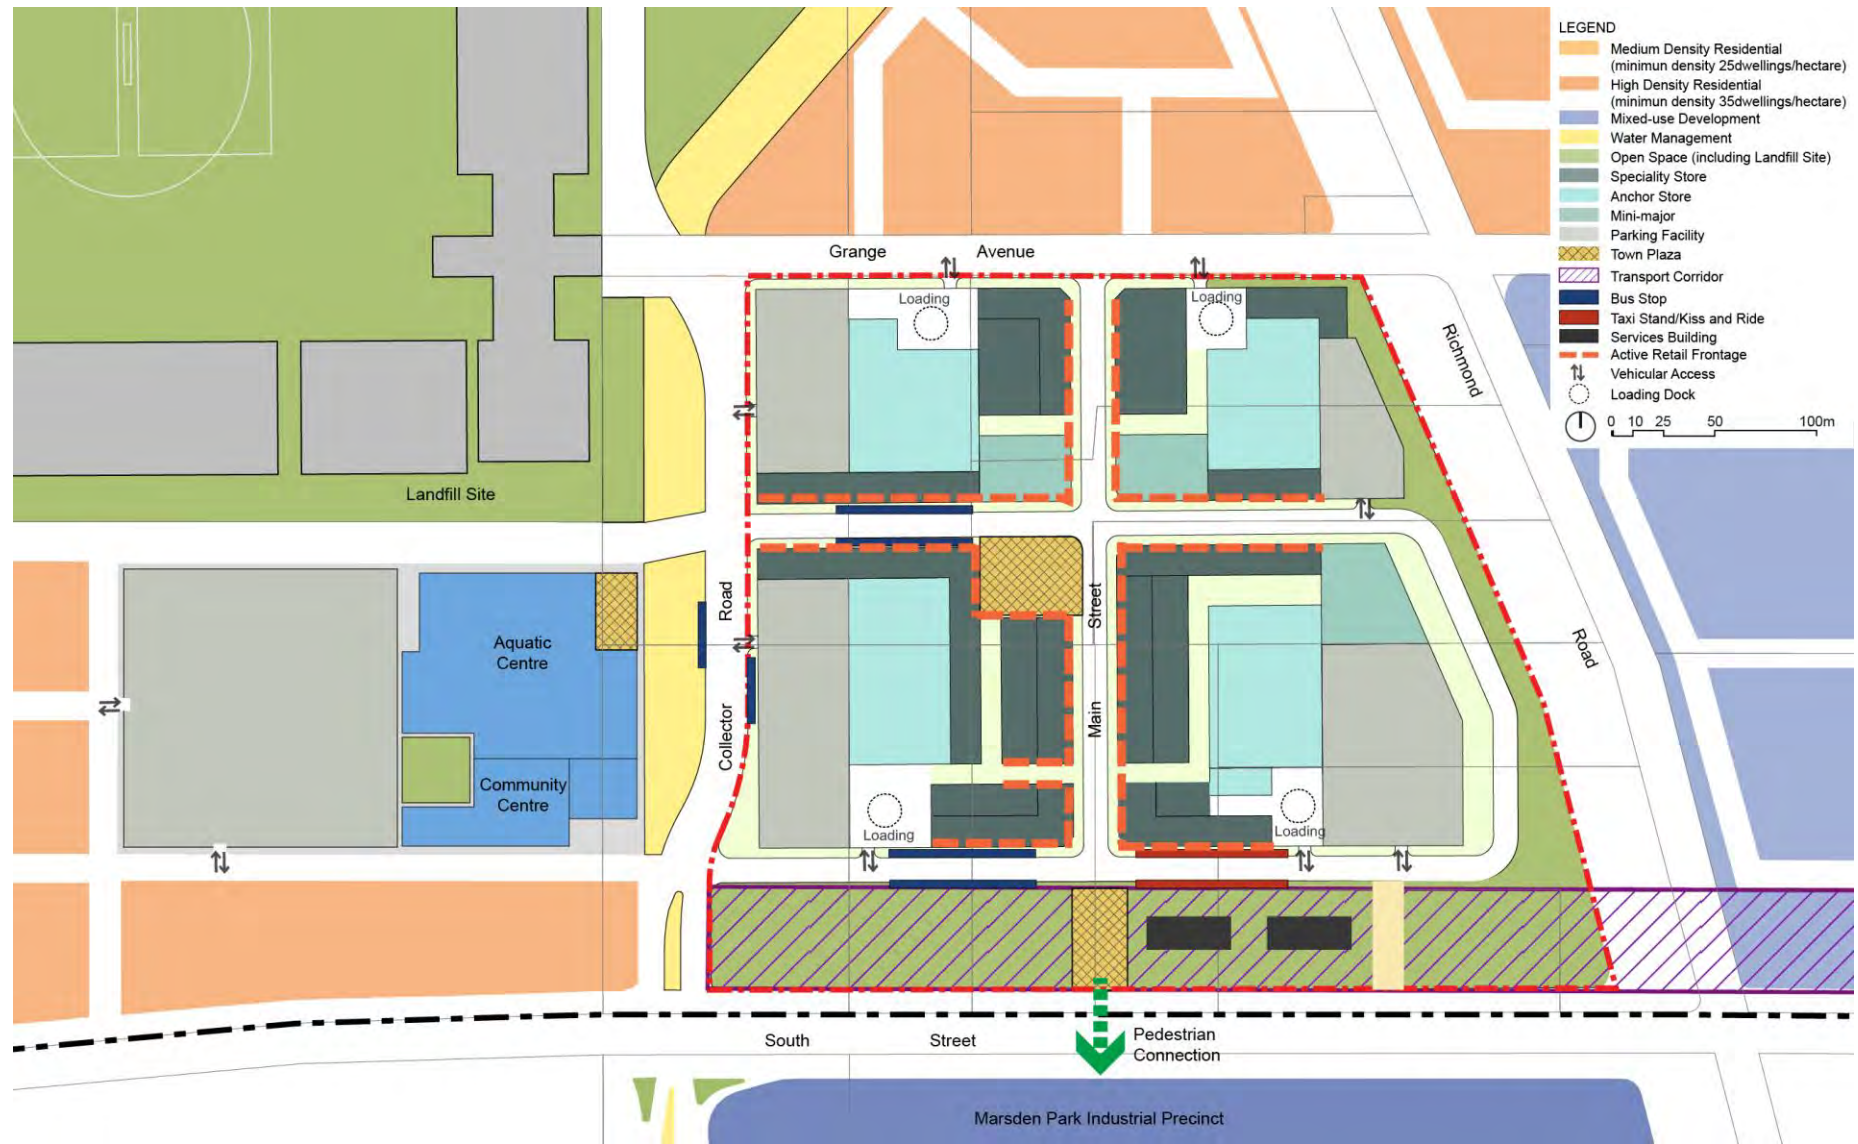 LEGEND
Medium Density Residential
(minimun density 25dwellings/hectare)
High Density Residential
(minimun density 35dwellings/hectare)
Mixed-use Development
Water Management
Open Space (including Landfill Site)
Speciality Store
Anchor Store
Mini-major
Parking Facility
Town Plaza
Transport Corridor
Bus Stop
Taxi Stand/Kiss and Ride
Services Building
Active Retail Frontage
Vehicular Access
Loading Dock
0 10 25 50 100m
Grange Avenue
Loading
Loading
Richmond
Road
Landfill Site
Collector
Road
Main
Street
Aquatic
Centre
Community
Centre
Loading
Loading
South Street
Pedestrian
Connection
Marsden Park Industrial Precinct